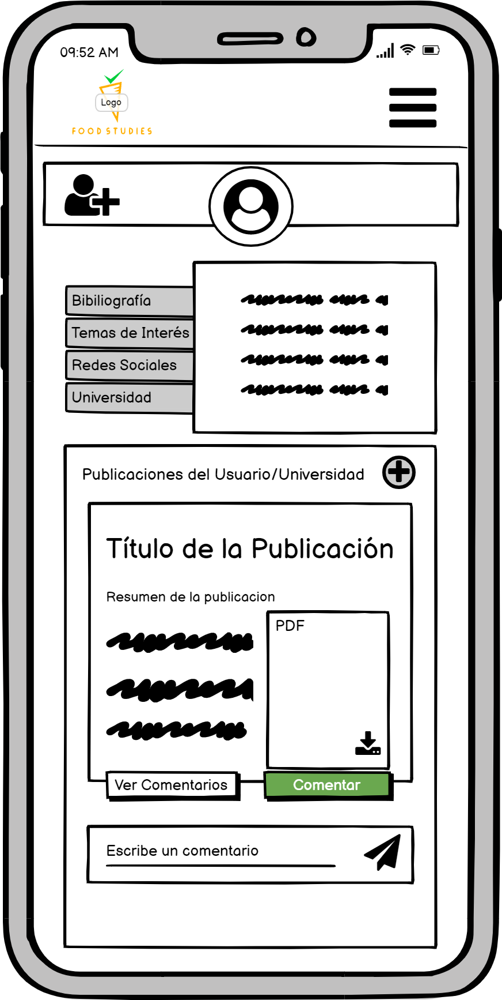 09:52 AM
Logo
FOOD STUDIES
Bibiliografía
Temas de Interés
Redes Sociales
Universidad
Publicaciones del Usuario/Universidad
Título de la Publicación
Resumen de la publicacion
PDF
Ver Comentarios
Comentar
Escribe un comentario